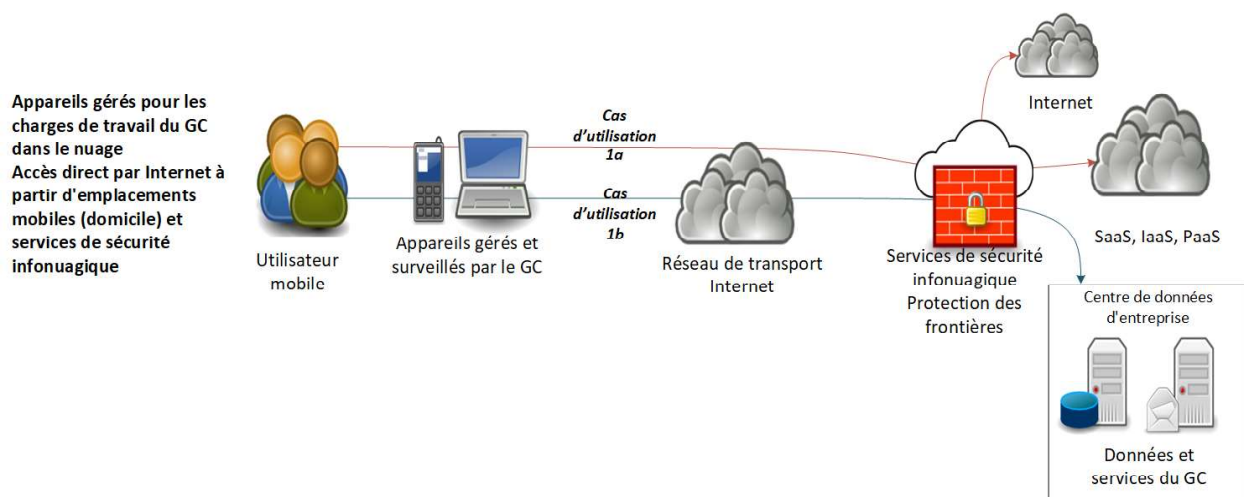 Appareils gérés pour les
charges de travail du GC
dans le nuage
Accès direct par Internet à
partir d'emplacements
mobiles (domicile) et
services de sécurité
infonuagique
Utilisateur
mobile
Appareils gérés et
surveillés par le GC
Cas
d'utilisation
1a
Cas
d'utilisation
1b
Réseau de transport
Internet
Services de sécurité
infonuagique
Protection des
frontières
Internet
SaaS, IaaS, PaaS
Centre de données
d'entreprise
Données et
services du GC